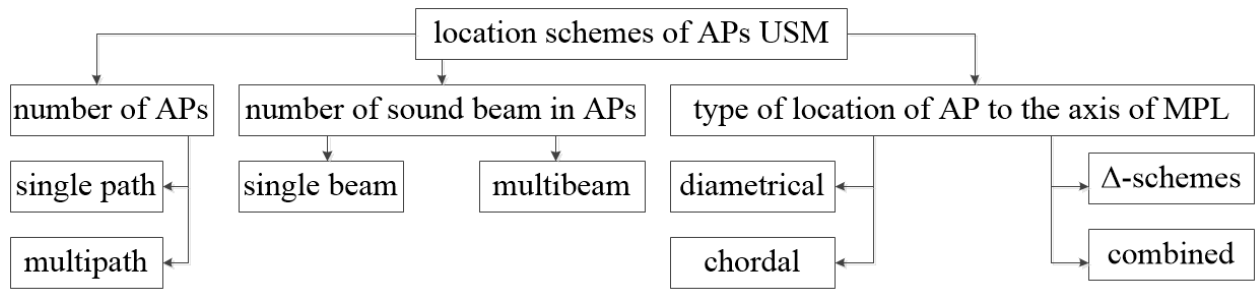 location schemes of APs USM
number of APs
number of sound beam in APs
type of location of AP to the axis of MPL
single path
single beam
multibeam
diametrical
Δ-schemes
multipath
chordal
combined